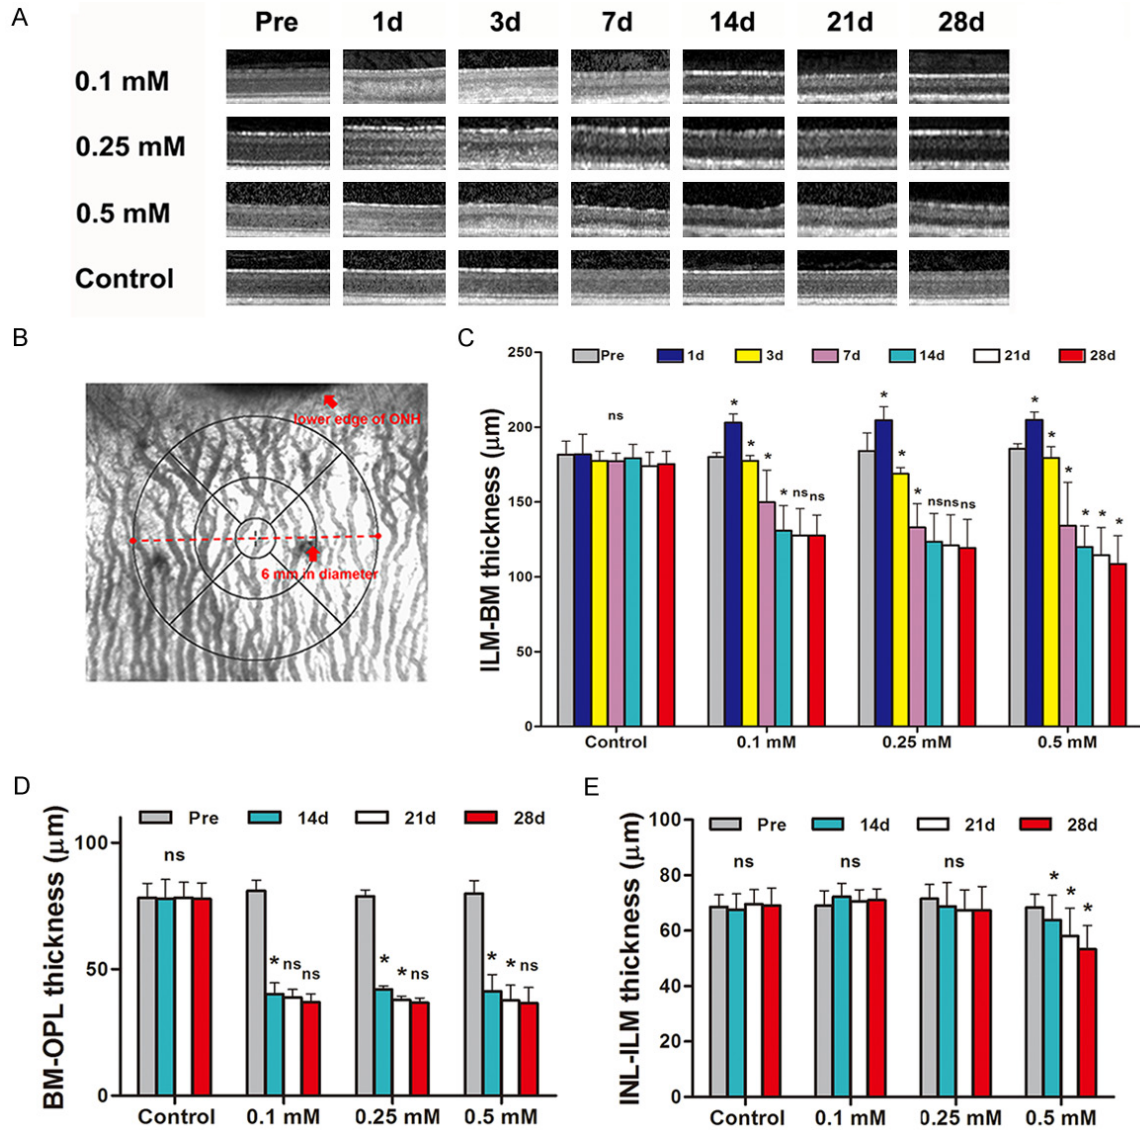 A
Pre 1d 3d 7d 14d 21d 28d
0.1 mM
0.25 mM
0.5 mM
Control
B
lower edge of ONH
6 mm in diameter
C
Pre 1d 3d 7d 14d 21d 28d
ILM-BM thickness (μm)
250
200
150
100
50
0
ns
* * * * ns ns
* * * ns ns ns
* * * * * *
Control 0.1 mM 0.25 mM 0.5 mM
D
Pre 14d 21d 28d
BM-OPL thickness (μm)
100
50
0
ns
* ns ns
* * ns
* * ns
Control 0.1 mM 0.25 mM 0.5 mM
E
Pre 14d 21d 28d
INL-ILM thickness (μm)
100
80
60
40
20
0
ns ns ns * * *
Control 0.1 mM 0.25 mM 0.5 mM